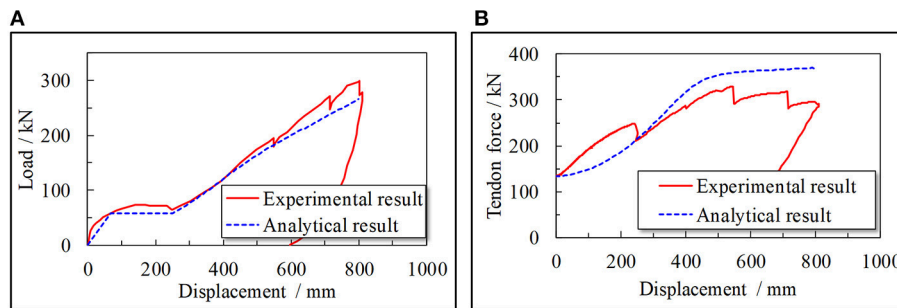 A
Load / kN
300
200
100
0
Experimental result
Analytical result
0 200 400 600 800 1000
Displacement / mm
B
Tendon force / kN
400
300
200
100
0
Experimental result
Analytical result
0 200 400 600 800 1000
Displacement / mm